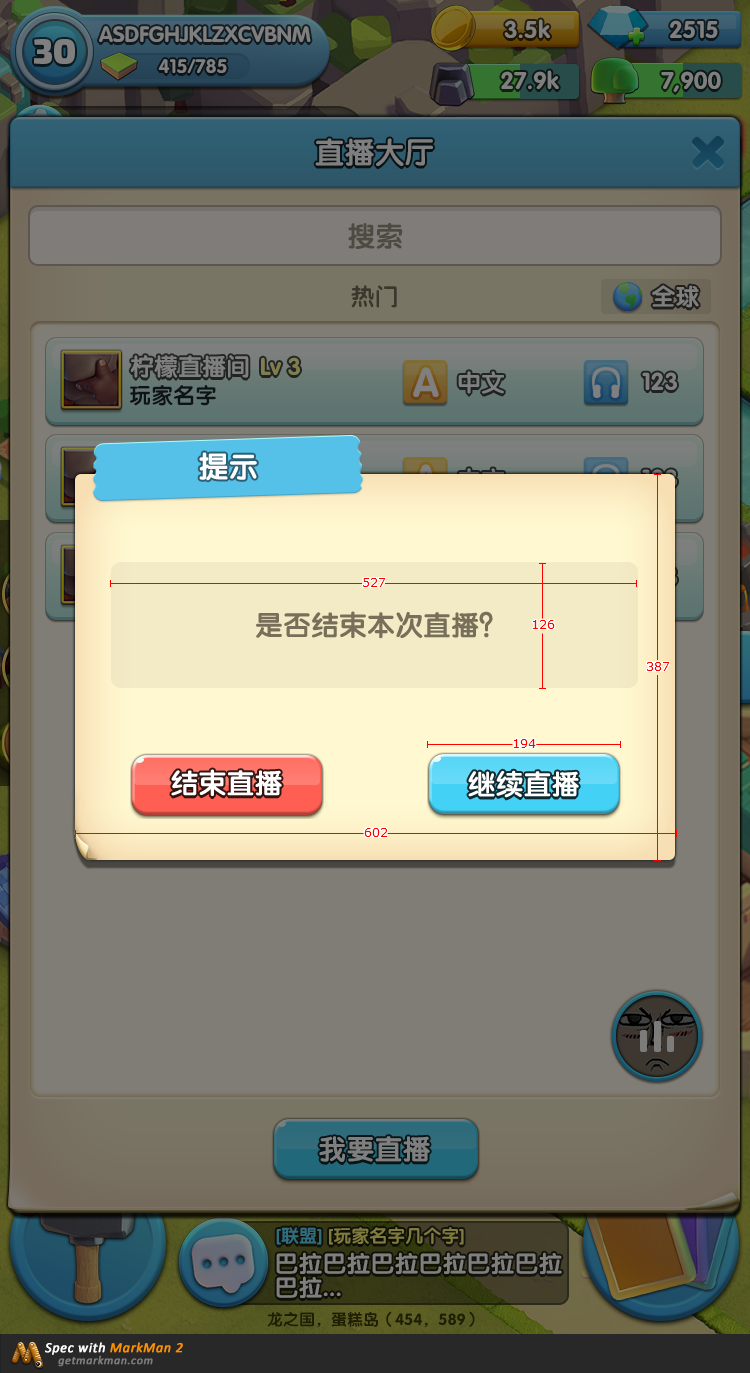 30
ASDFGHJKLZXCVBNM
415/785
3.5k
2515
27.9k
7,900
直播大厅
搜索
热门
全球
柠檬直播间 Lv 3
玩家名字
A 中文
123
提示
527
是否结束本次直播?
126
387
194
结束直播
继续直播
602
我要直播
[联盟] [玩家名字几个字]
巴拉巴拉巴拉巴拉巴拉巴拉
巴拉...
龙之国，蛋糕岛（454，589）
Spec with MarkMan 2
getmarkman.com